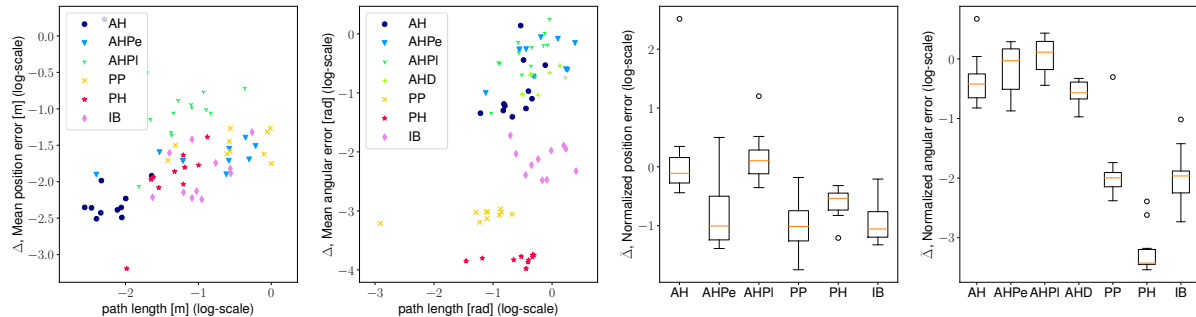 AH
AHPe
AHPl
PP
PH
IB
0.0
−0.5
−1.0
−1.5
−2.0
−2.5
−3.0
Δ, Mean position error [m] (log-scale)
−2
−1
0
path length [m] (log-scale)
AH
AHPe
AHPl
AHD
PP
PH
IB
0
−1
−2
−3
−4
Δ, Mean angular error [rad] (log-scale)
−3
−2
−1
0
path length [rad] (log-scale)
2
1
0
−1
Δ̄, Normalized position error (log-scale)
AH AHPe AHPl PP PH IB
0
−1
−2
−3
Δ̄, Normalized angular error (log-scale)
AH AHPe AHPl AHD PP PH IB